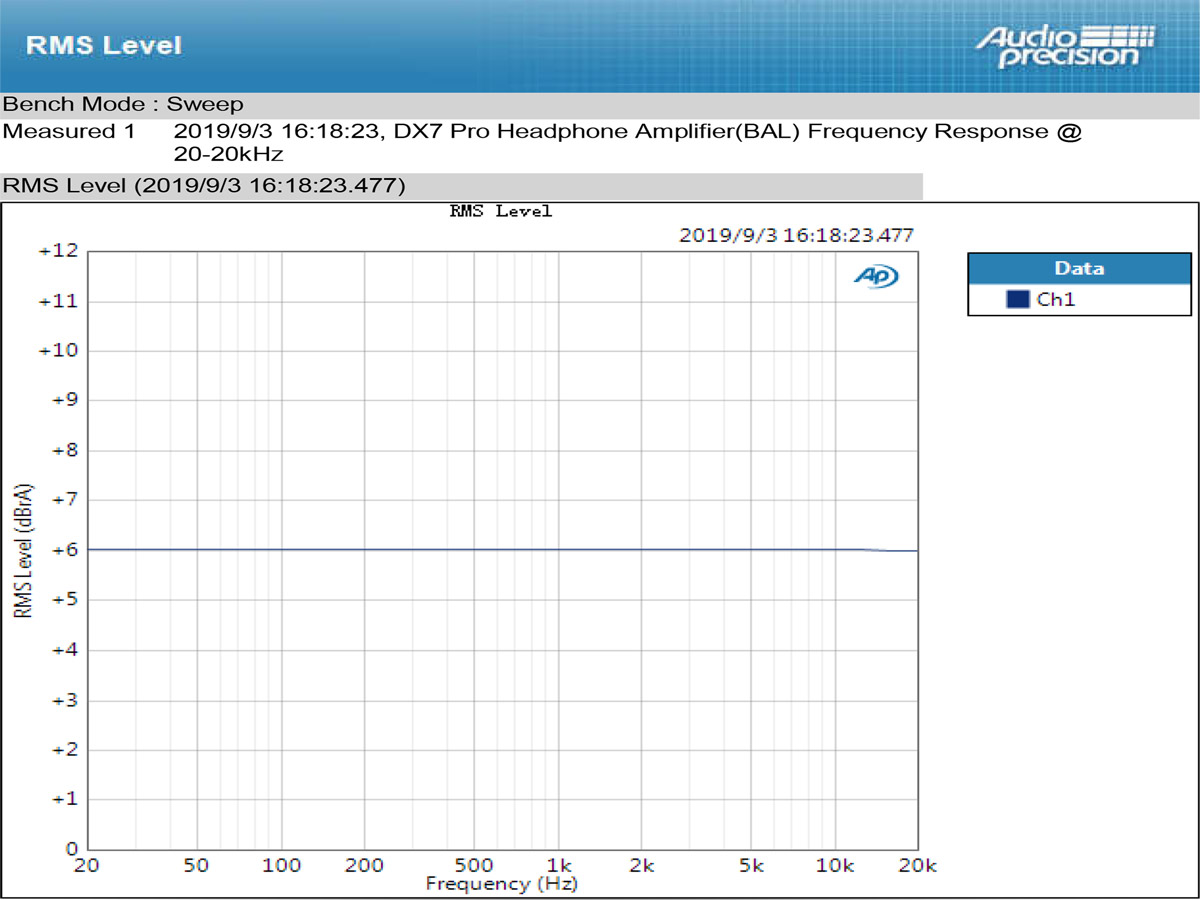 RMS Level
Audio
precision
Bench Mode : Sweep
Measured 1 2019/9/3 16:18:23, DX7 Pro Headphone Amplifier(BAL) Frequency Response @
20-20kHz
RMS Level (2019/9/3 16:18:23.477)
RMS Level
2019/9/3 16:18:23.477
AP
Data
Ch1
+12
+11
+10
+9
+8
+7
+6
+5
+4
+3
+2
+1
0
RMS Level (dBrA)
20 50 100 200 500 1k 2k 5k 10k 20k
Frequency (Hz)